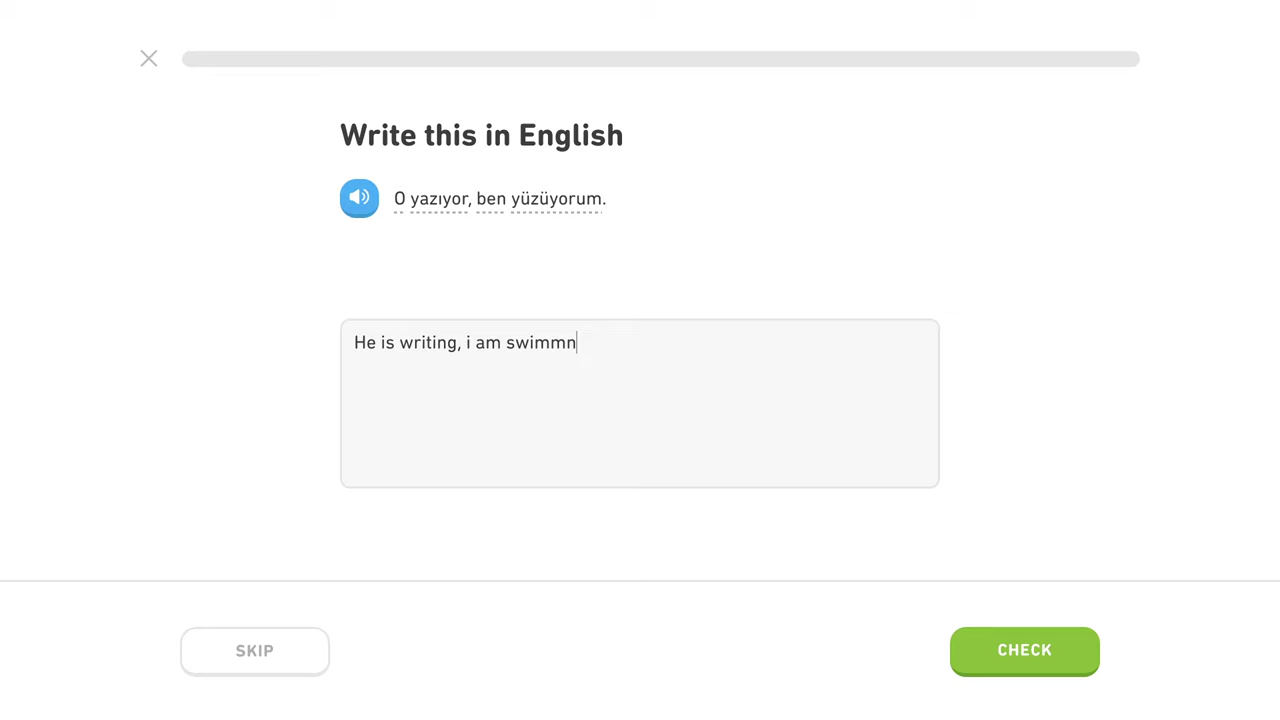 Write this in English
O yazıyor, ben yüzüyorum.
He is writing, i am swimmn
SKIP
CHECK